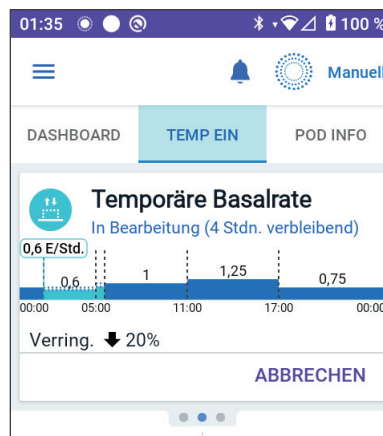 01:35 100 %
Manuell
DASHBOARD TEMP EIN POD INFO
Temporäre Basalrate
In Bearbeitung (4 Stdn. verbleibend)
0,6 E/Std.
0,6 1 1,25 0,75
00:00 05:00 11:00 17:00 00:00
Verring. 20%
ABBRECHEN